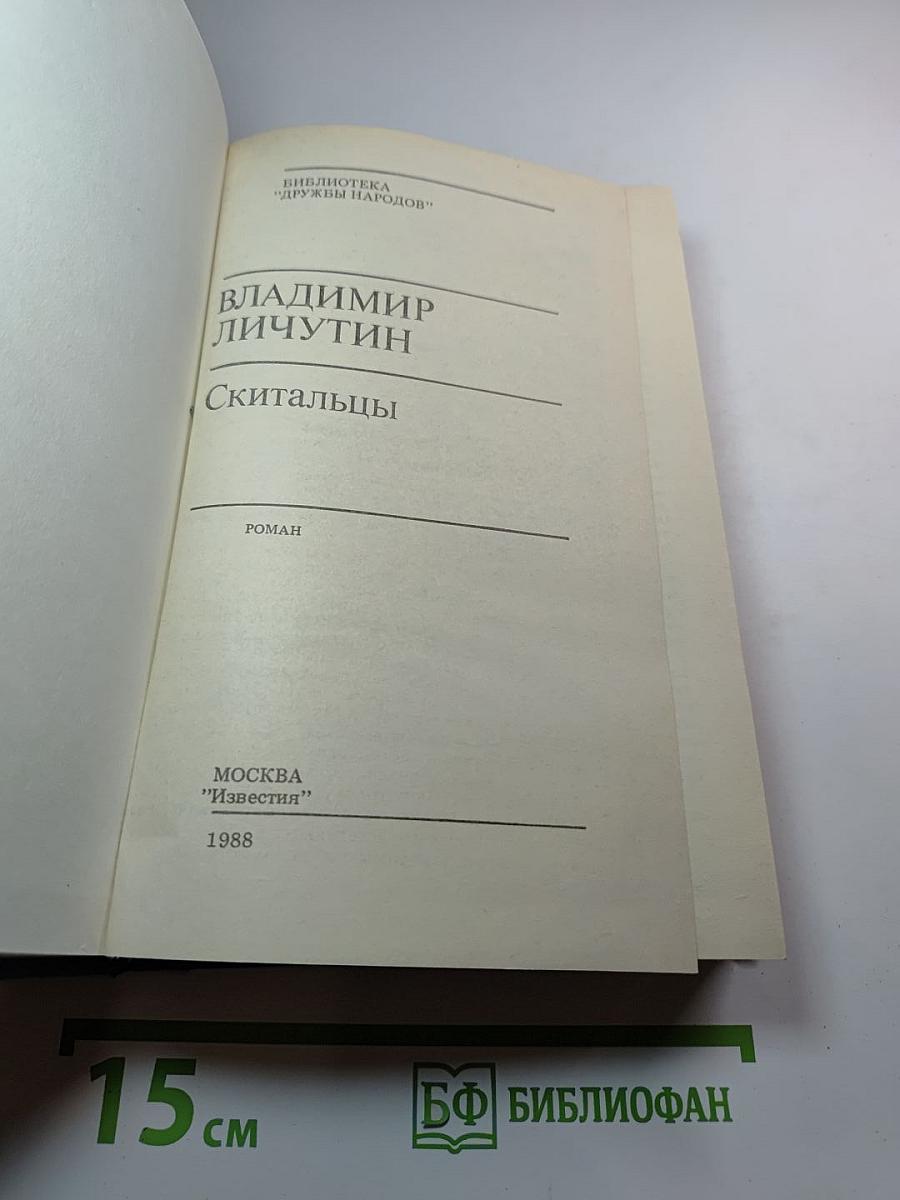 БИБЛИОТЕКА
"ДРУЖБЫ НАРОДОВ"
ВЛАДИМИР
ЛИЧУТИН
Скитальцы
РОМАН
МОСКВА
"Известия"
1988
15 см
БФ БИБЛИОФАН